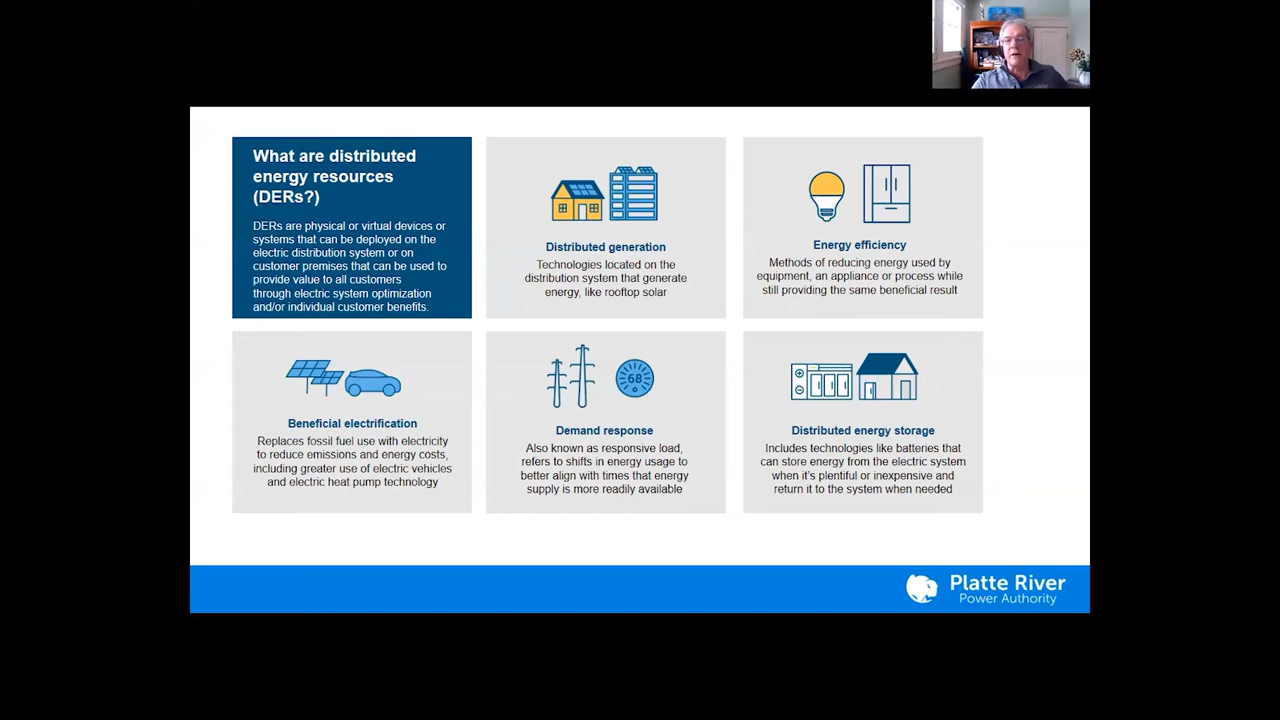 What are distributed
energy resources
(DERs?)
DERs are physical or virtual devices or
systems that can be deployed on the
electric distribution system or on
customer premises that can be used to
provide value to all customers
through electric system optimization
and/or individual customer benefits.
Distributed generation
Technologies located on the
distribution system that generate
energy, like rooftop solar
Energy efficiency
Methods of reducing energy used by
equipment, an appliance or process while
still providing the same beneficial result
Beneficial electrification
Replaces fossil fuel use with electricity
to reduce emissions and energy costs,
including greater use of electric vehicles
and electric heat pump technology
68
Demand response
Also known as responsive load,
refers to shifts in energy usage to
better align with times that energy
supply is more readily available
Distributed energy storage
Includes technologies like batteries that
can store energy from the electric system
when it's plentiful or inexpensive and
return it to the system when needed
Platte River
Power Authority